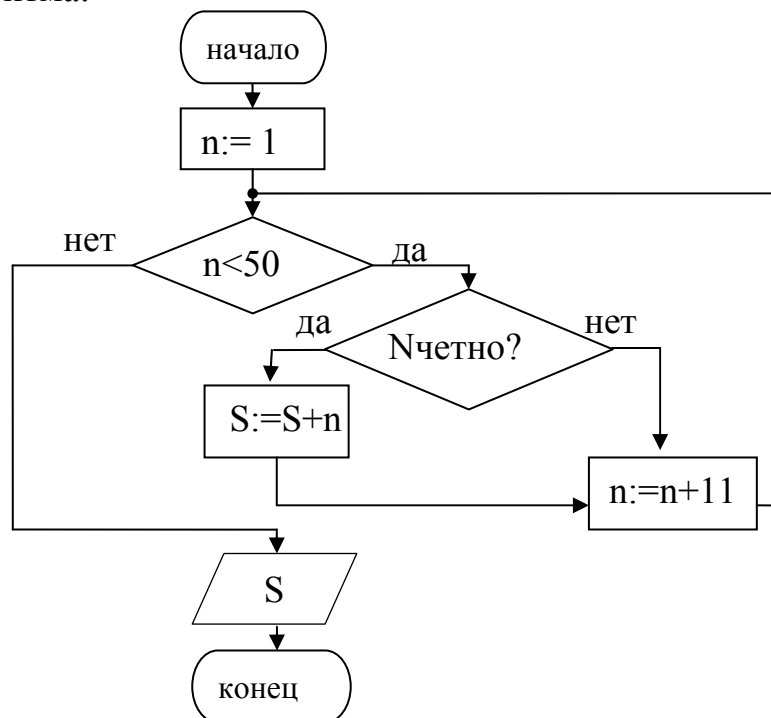 начало
n:= 1
нет
n<50
да
да
Nчетно?
нет
S:=S+n
n:=n+11
S
конец